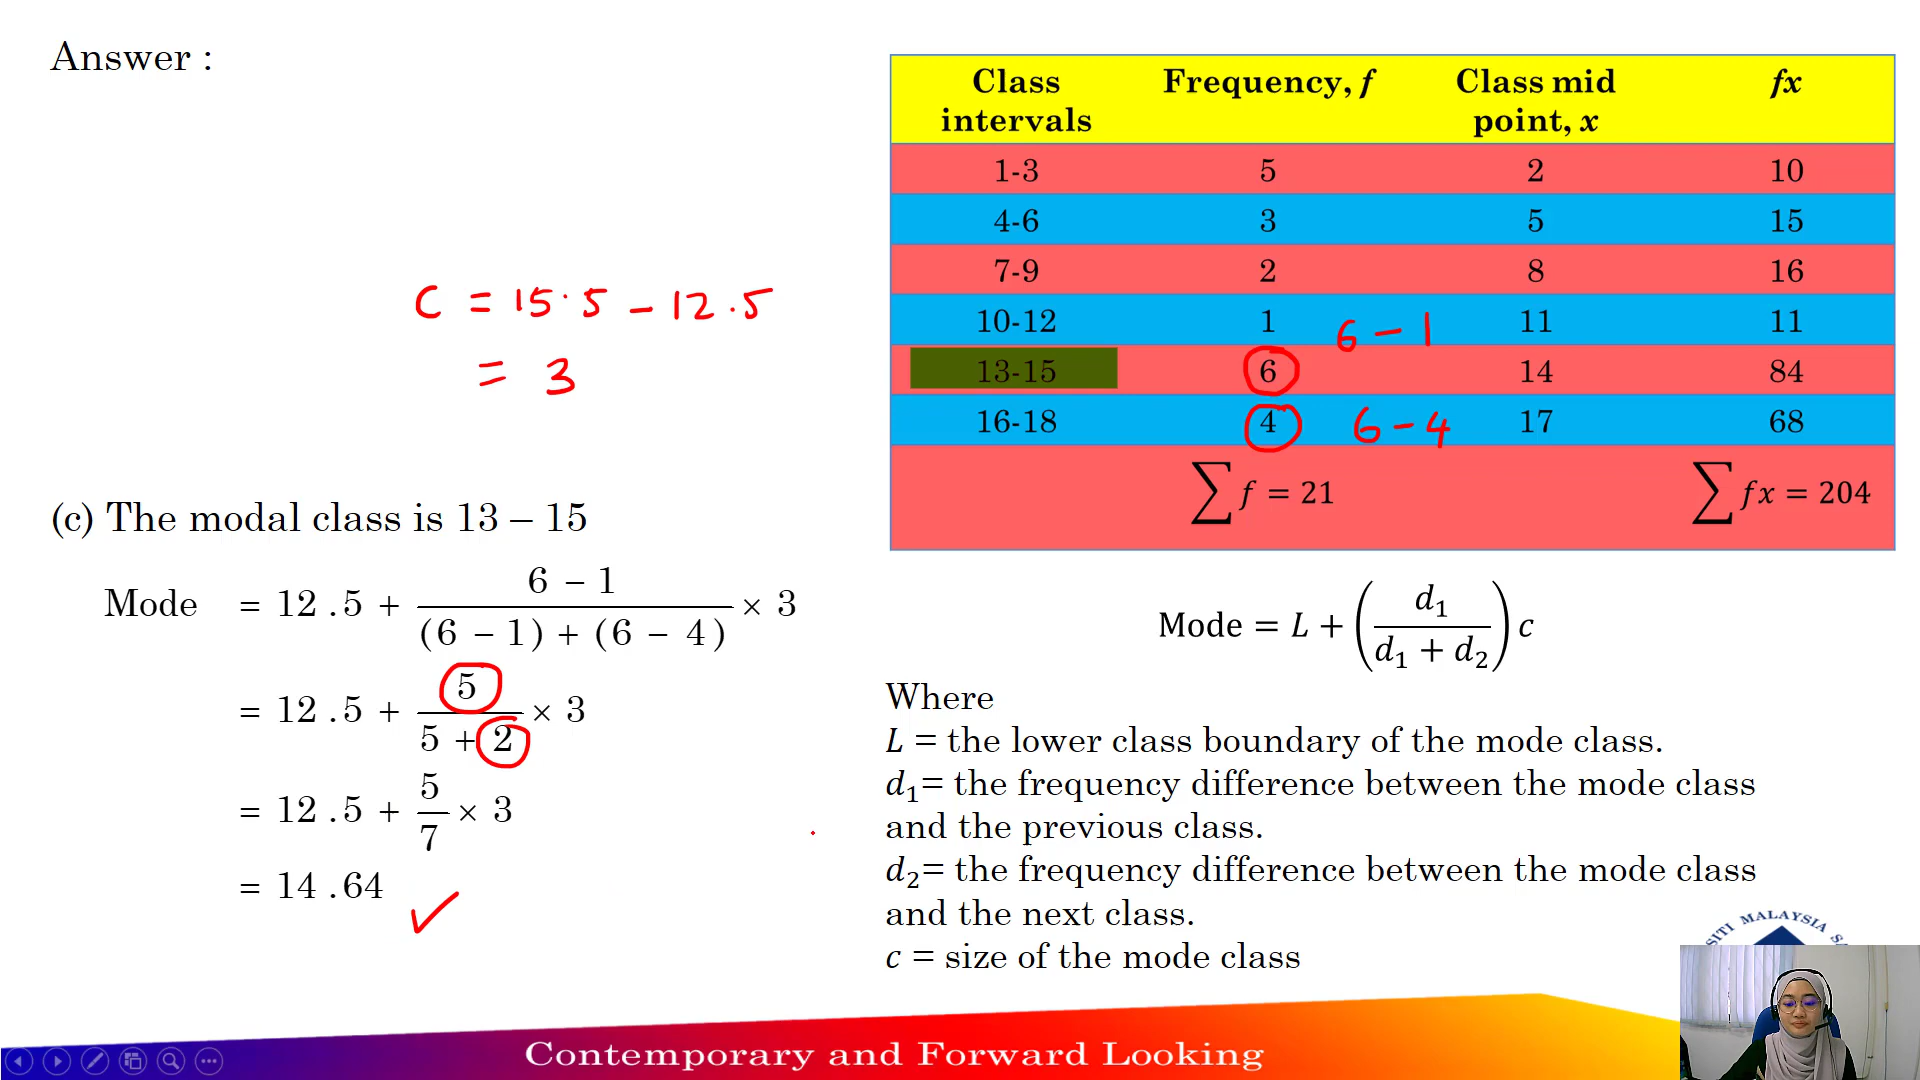 Answer :
Class intervals Frequency, f Class mid point, x fx
1-3 5 2 10
4-6 3 5 15
7-9 2 8 16
10-12 1 11 11
6 - 1
13-15 6 14 84
16-18 4 17 68
6 - 4
∑ f = 21 ∑ fx = 204
C = 15.5 - 12.5
= 3
(c) The modal class is 13 – 15
Mode = 12 .5 + (6 − 1) / ((6 − 1) + (6 − 4)) × 3
= 12 .5 + 5 / (5 + 2) × 3
= 12 .5 + 5/7 × 3
= 14 .64
Mode = L + (d₁ / (d₁ + d₂)) c
Where
L = the lower class boundary of the mode class.
d₁= the frequency difference between the mode class
and the previous class.
d₂= the frequency difference between the mode class
and the next class.
c = size of the mode class
MALAYSIA
Contemporary and Forward Looking